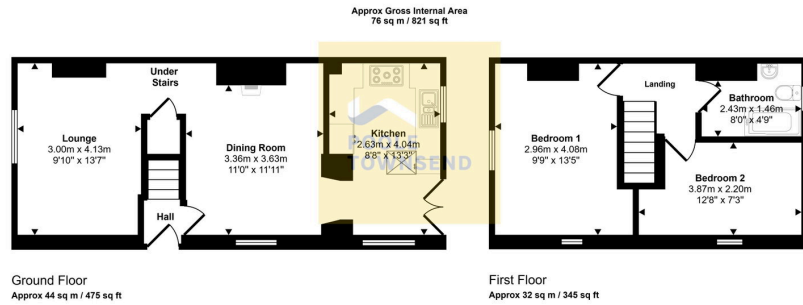 Approx Gross Internal Area
76 sq m / 821 sq ft
Under
Stairs
Lounge
3.00m x 4.13m
9'10" x 13'7"
Dining Room
3.36m x 3.63m
11'0" x 11'11"
Kitchen
2.63m x 4.04m
8'8" x 13'3"
POOLE
TOWNSEND
Hall
Landing
Bathroom
2.43m x 1.46m
8'0" x 4'9"
Bedroom 1
2.96m x 4.08m
9'9" x 13'5"
Bedroom 2
3.87m x 2.20m
12'8" x 7'3"
Ground Floor
Approx 44 sq m / 475 sq ft
First Floor
Approx 32 sq m / 345 sq ft